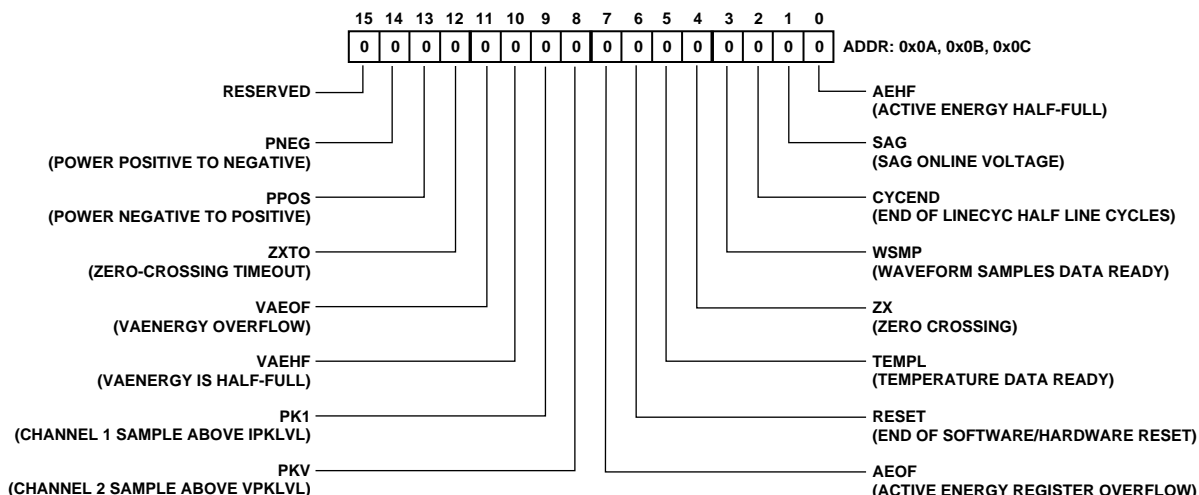 15 14 13 12 11 10 9 8 7 6 5 4 3 2 1 0
0 0 0 0 0 0 0 0 0 0 0 0 0 0 0 0 ADDR: 0x0A, 0x0B, 0x0C
RESERVED
PNEG
(POWER POSITIVE TO NEGATIVE)
PPOS
(POWER NEGATIVE TO POSITIVE)
ZXTO
(ZERO-CROSSING TIMEOUT)
VAEOF
(VAENERGY OVERFLOW)
VAEHF
(VAENERGY IS HALF-FULL)
PK1
(CHANNEL 1 SAMPLE ABOVE IPKLVL)
PKV
(CHANNEL 2 SAMPLE ABOVE VPKLVL)
AEHF
(ACTIVE ENERGY HALF-FULL)
SAG
(SAG ONLINE VOLTAGE)
CYCEND
(END OF LINECYC HALF LINE CYCLES)
WSMP
(WAVEFORM SAMPLES DATA READY)
ZX
(ZERO CROSSING)
TEMPL
(TEMPERATURE DATA READY)
RESET
(END OF SOFTWARE/HARDWARE RESET)
AEOF
(ACTIVE ENERGY REGISTER OVERFLOW)